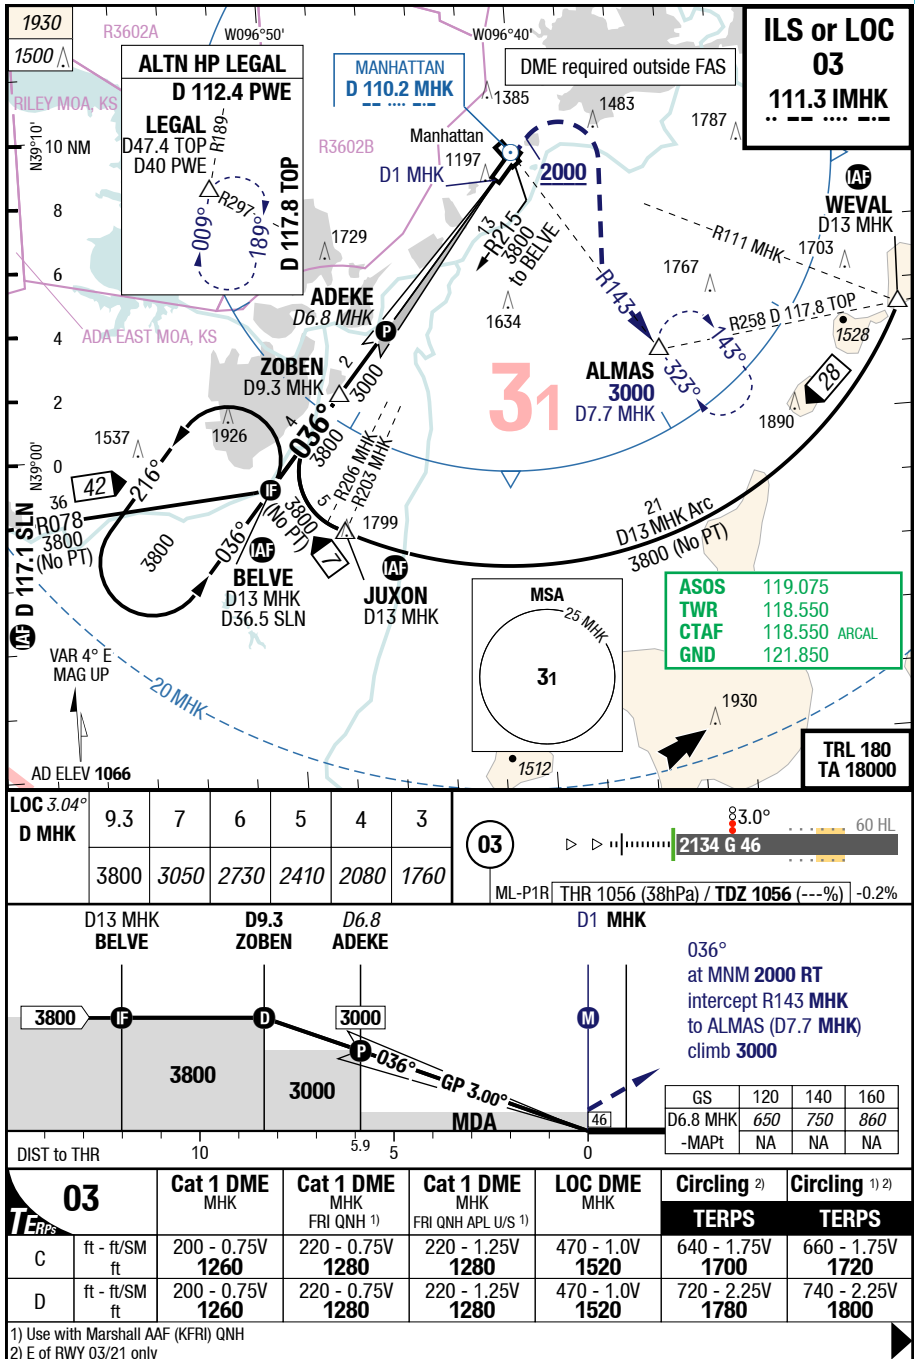 1930
1500
R3602A
W096°50'
W096°40'
ILS or LOC
03
111.3 IMHK
ALTN HP LEGAL
D 112.4 PWE
LEGAL
D47.4 TOP
D40 PWE
R189
R297
009°
189°
D 117.8 TOP
MANHATTAN
D 110.2 MHK
DME required outside FAS
1385
1483
1787
RILEY MOA, KS
N39°10'
10 NM
R3602B
Manhattan
1197
D1 MHK
2000
IAF
WEVAL
D13 MHK
1703
R111 MHK
8
13
R215
3800
to BELVE
1729
6
1767
R143
R258 D 117.8 TOP
ADEKE
D6.8 MHK
P
1634
1528
ADA EAST MOA, KS
4
ZOBEN
D9.3 MHK
2
3000
ALMAS
3000
D7.7 MHK
143°
323°
28
31
2
1890
4
036°
3800
1926
1537
R206 MHK
R203 MHK
N39°00'
0
42
216°
IF
5
3800
(No PT)
1799
21
D13 MHK Arc
3800 (No PT)
36
R078
3800
(No PT)
3800
036°
7
IAF
BELVE
D13 MHK
D36.5 SLN
IAF
JUXON
D13 MHK
IAF D 117.1 SLN
MSA
25 MHK
31
ASOS 119.075
TWR 118.550
CTAF 118.550 ARCAL
GND 121.850
VAR 4° E
MAG UP
20 MHK
1930
AD ELEV 1066
1512
TRL 180
TA 18000
LOC 3.04°
D MHK
9.3 7 6 5 4 3
3800 3050 2730 2410 2080 1760
03
3.0°
60 HL
2134 G 46
ML-P1R THR 1056 (38hPa) / TDZ 1056 (---%) -0.2%
D13 MHK
BELVE
D9.3
ZOBEN
D6.8
ADEKE
D1 MHK
036°
at MNM 2000 RT
intercept R143 MHK
to ALMAS (D7.7 MHK)
climb 3000
3800
IF
D
3000
M
P
036°
GP 3.00°
3800
3000
MDA
46
GS 120 140 160
D6.8 MHK 650 750 860
-MAPt NA NA NA
DIST to THR 10 5.9 5 0
TERPs
03
Cat 1 DME
MHK
Cat 1 DME
MHK
FRI QNH 1)
Cat 1 DME
MHK
FRI QNH APL U/S 1)
LOC DME
MHK
Circling 2)
TERPS
Circling 1) 2)
TERPS
C ft - ft/SM 200 - 0.75V 220 - 0.75V 220 - 1.25V 470 - 1.0V 640 - 1.75V 660 - 1.75V
ft 1260 1280 1280 1520 1700 1720
D ft - ft/SM 200 - 0.75V 220 - 0.75V 220 - 1.25V 470 - 1.0V 720 - 2.25V 740 - 2.25V
ft 1260 1280 1280 1520 1780 1800
1) Use with Marshall AAF (KFRI) QNH
2) E of RWY 03/21 only